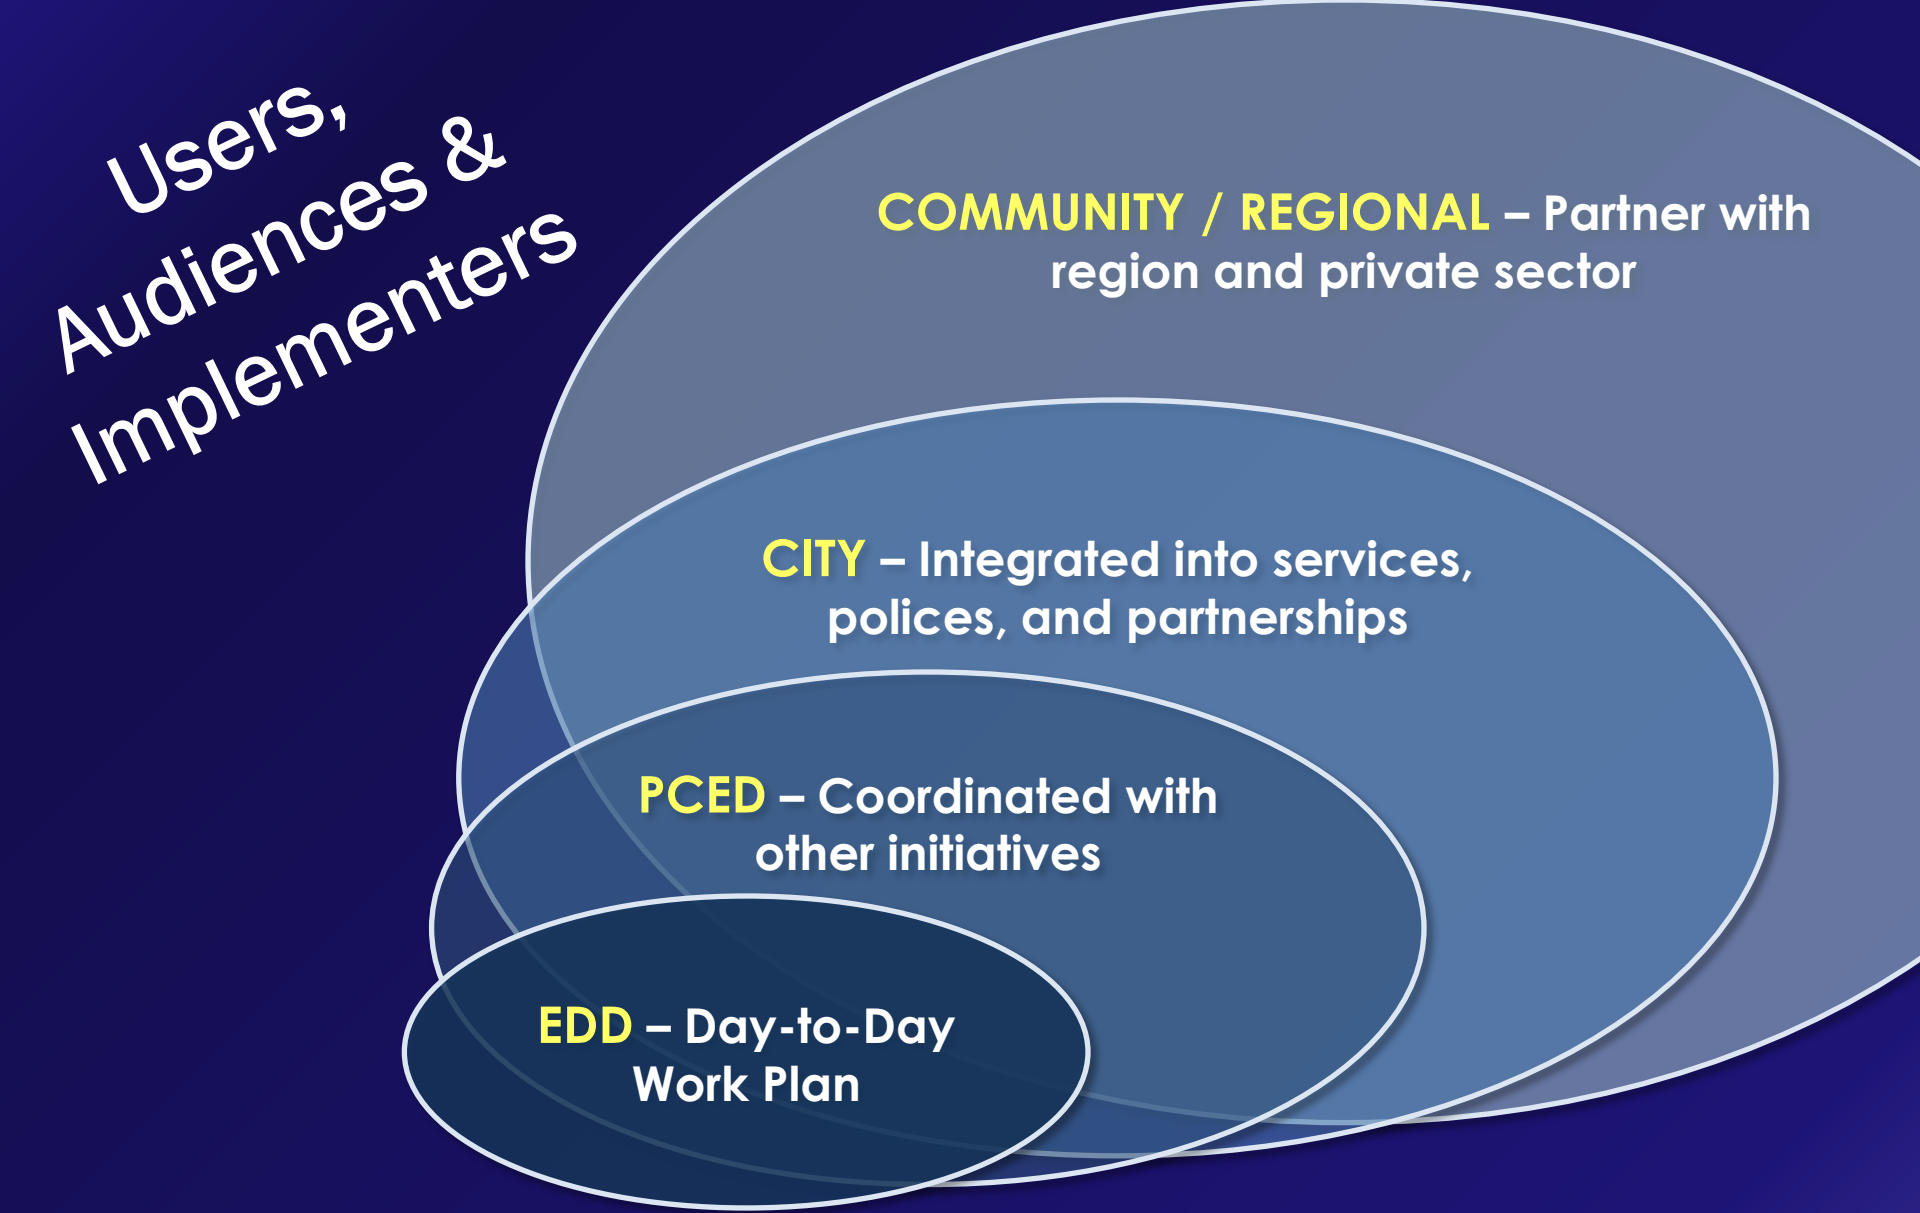 Users,
Audiences &
Implementers
COMMUNITY / REGIONAL – Partner with
region and private sector
CITY – Integrated into services,
polices, and partnerships
PCED – Coordinated with
other initiatives
EDD – Day-to-Day
Work Plan